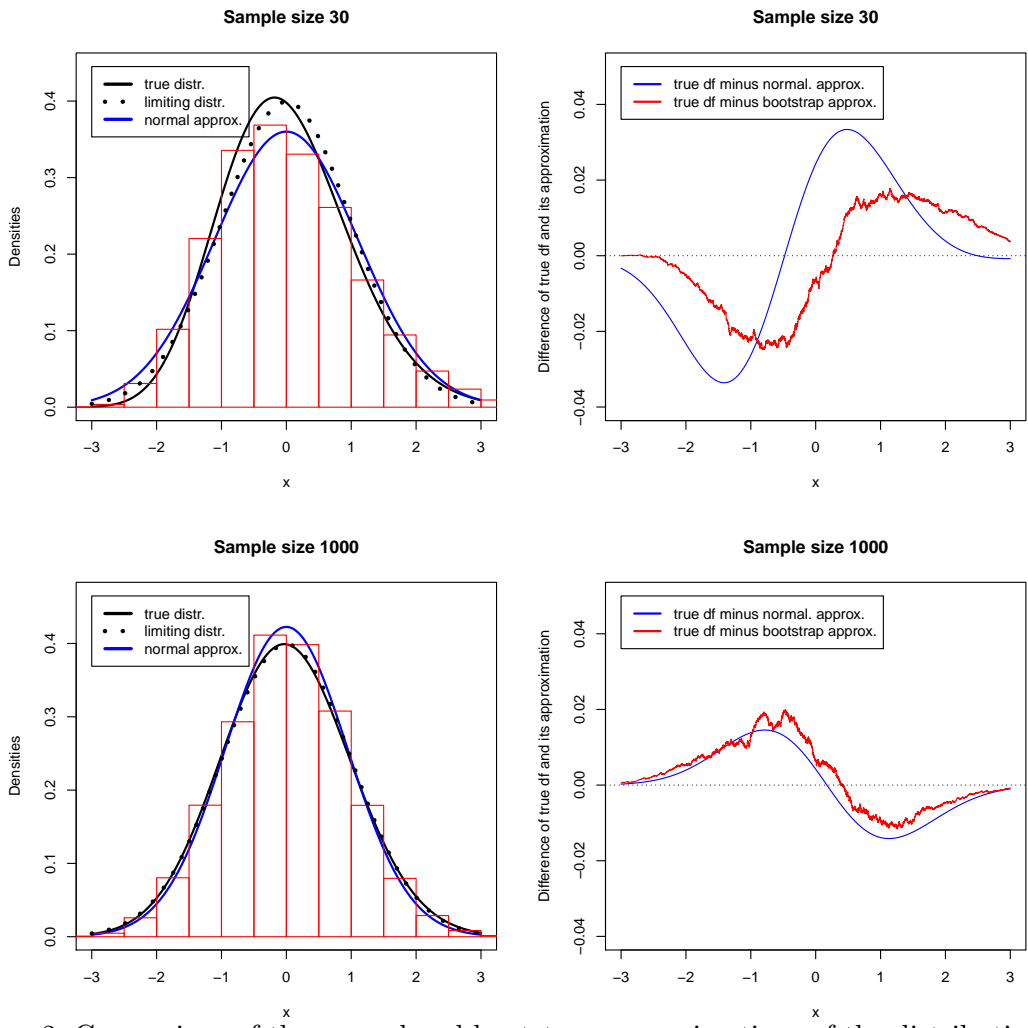 Sample size 30
true distr.
limiting distr.
normal approx.
Densities
0.0
0.1
0.2
0.3
0.4
−3
−2
−1
0
1
2
3
x
Sample size 30
true df minus normal. approx.
true df minus bootstrap approx.
Difference of true df and its approximation
−0.04
−0.02
0.00
0.02
0.04
−3
−2
−1
0
1
2
3
x
Sample size 1000
true distr.
limiting distr.
normal approx.
Densities
0.0
0.1
0.2
0.3
0.4
−3
−2
−1
0
1
2
3
x
Sample size 1000
true df minus normal. approx.
true df minus bootstrap approx.
Difference of true df and its approximation
−0.04
−0.02
0.00
0.02
0.04
−3
−2
−1
0
1
2
3
x